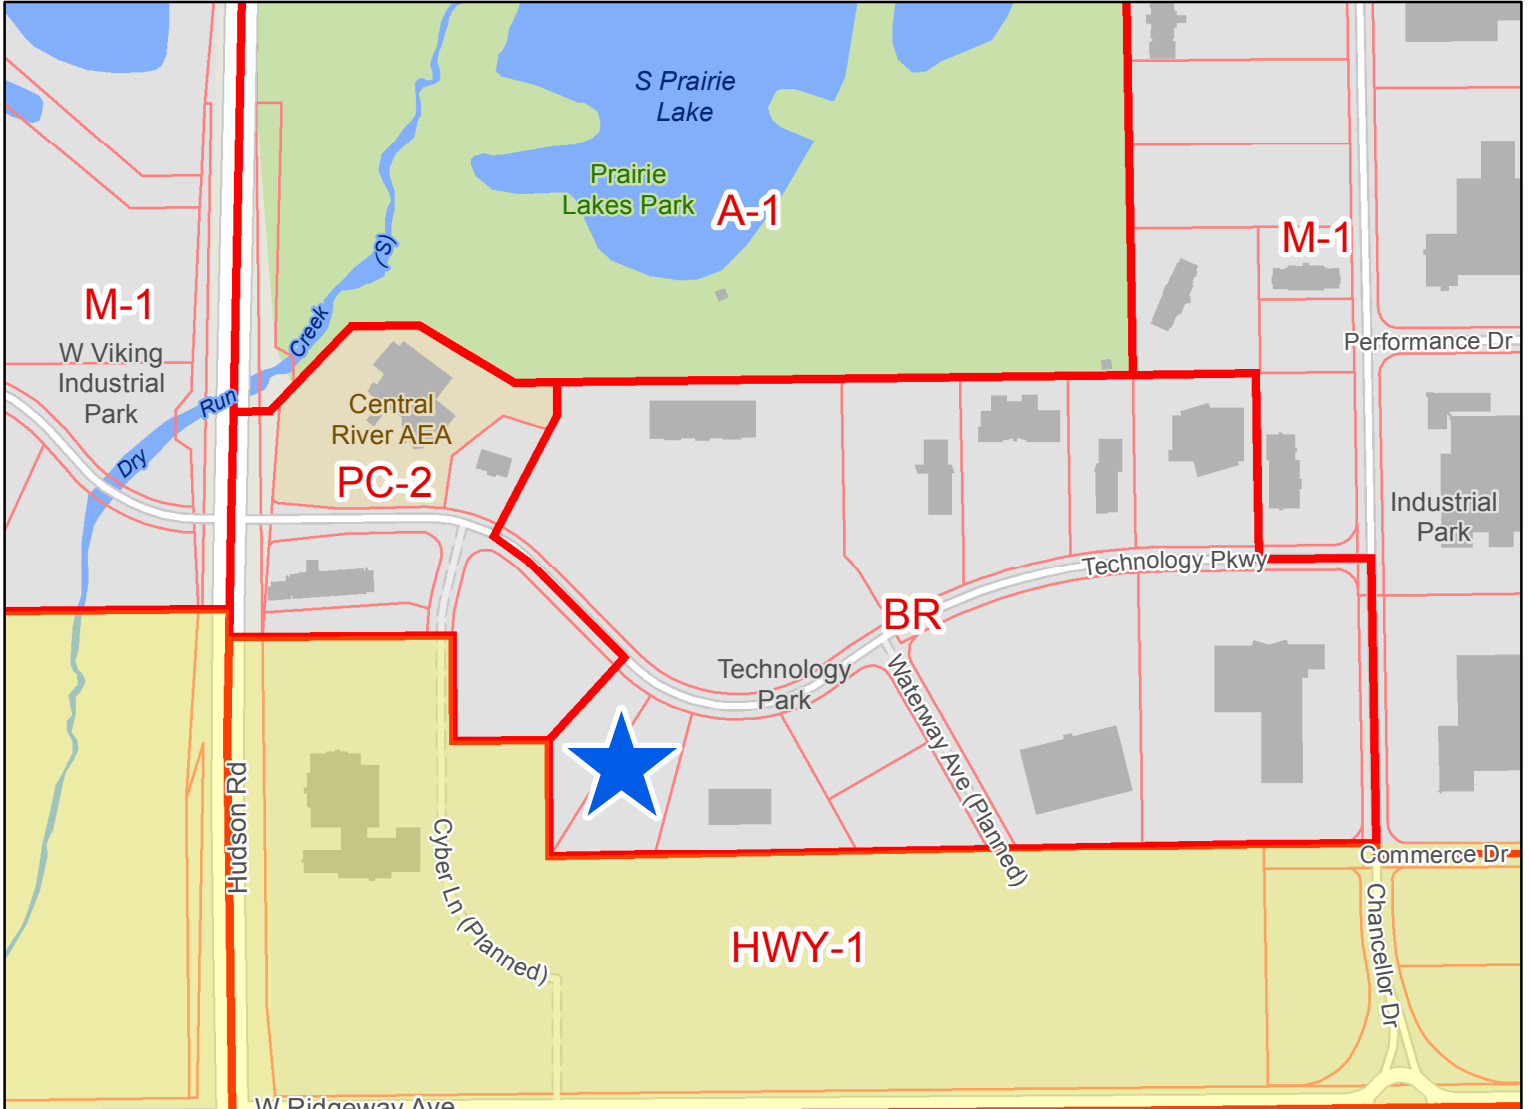 S Prairie
Lake
Prairie
Lakes Park
A-1
M-1
(S)
Creek
M-1
W Viking
Industrial
Park
Run
Dry
Performance Dr
Central
River AEA
PC-2
Industrial
Park
Technology Pkwy
BR
Technology
Park
Waterway Ave (Planned)
Hudson Rd
Cyber Ln (Planned)
Commerce Dr
Chancellor Dr
HWY-1
W Ridgeway Ave